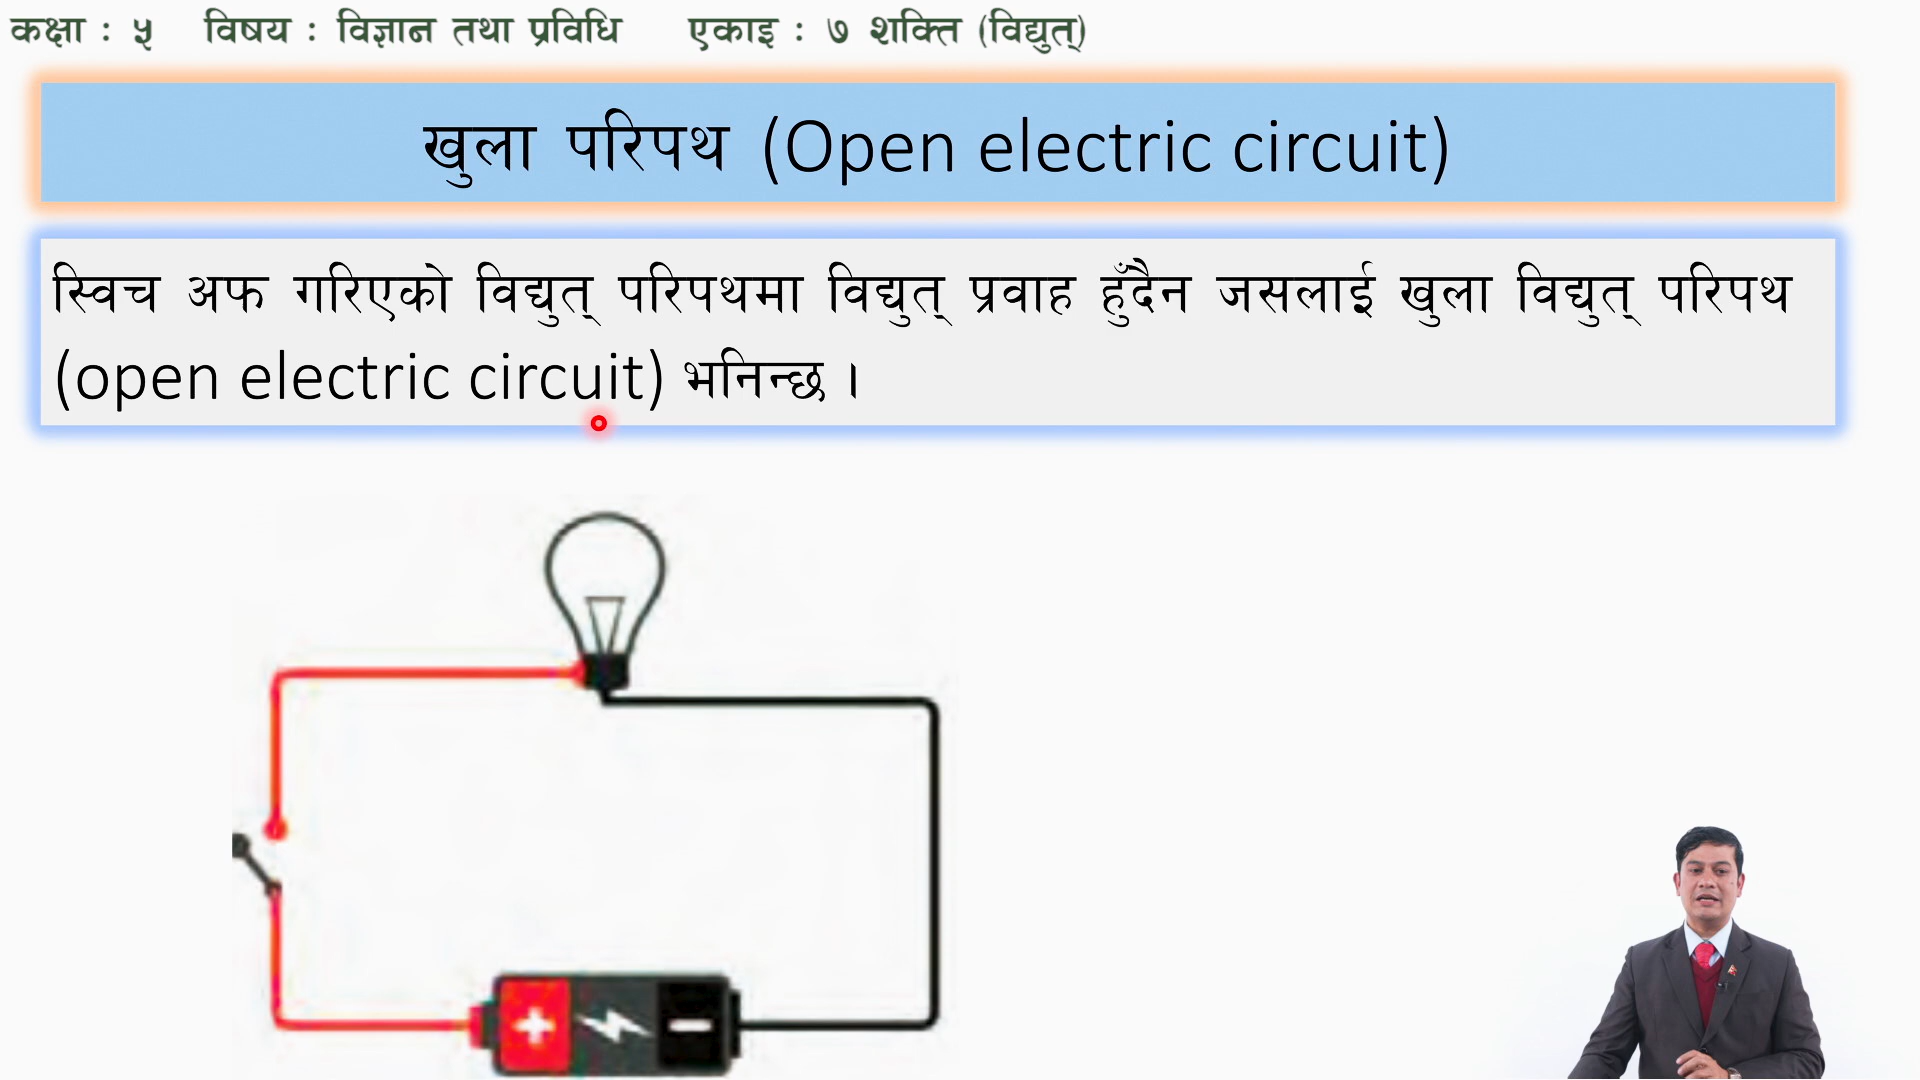 कक्षा : ५ विषय : विज्ञान तथा प्रविधि एकाइ : ७ शक्ति (विद्युत्)
खुला परिपथ (Open electric circuit)
स्विच अफ गरिएको विद्युत् परिपथमा विद्युत् प्रवाह हुँदैन जसलाई खुला विद्युत् परिपथ
(open electric circuit) भनिन्छ ।